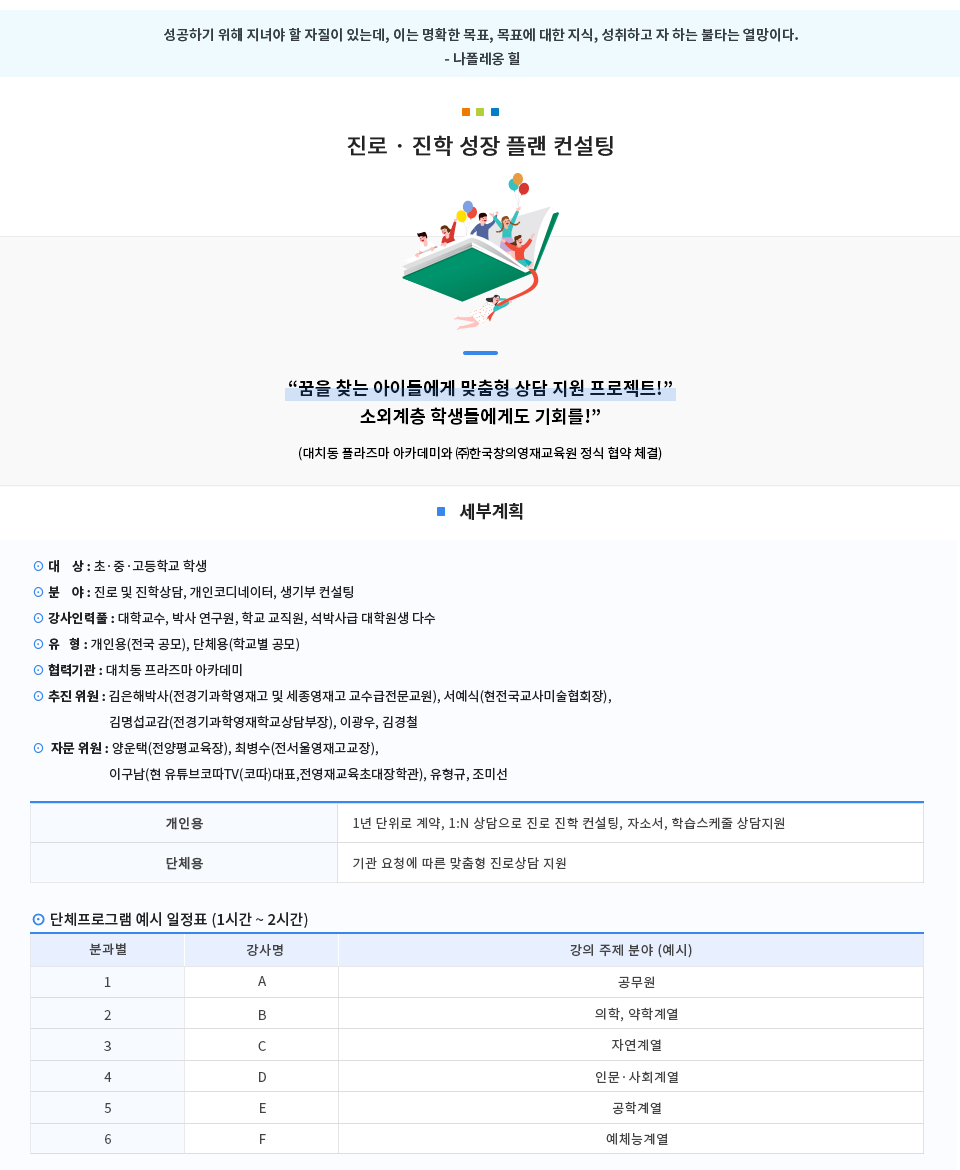 성공하기 위해 지녀야 할 자질이 있는데, 이는 명확한 목표, 목표에 대한 지식, 성취하고 자 하는 불타는 열망이다.
- 나폴레옹 힐
진로 · 진학 성장 플랜 컨설팅
“꿈을 찾는 아이들에게 맞춤형 상담 지원 프로젝트!”
소외계층 학생들에게도 기회를!”
(대치동 플라즈마 아카데미와 ㈜한국창의영재교육원 정식 협약 체결)
세부계획
⊙ 대 상 : 초·중·고등학교 학생
⊙ 분 야 : 진로 및 진학상담, 개인코디네이터, 생기부 컨설팅
⊙ 강사인력풀 : 대학교수, 박사 연구원, 학교 교직원, 석박사급 대학원생 다수
⊙ 유 형 : 개인용(전국 공모), 단체용(학교별 공모)
⊙ 협력기관 : 대치동 프라즈마 아카데미
⊙ 추진 위원 : 김은해박사(전경기과학영재고 및 세종영재고 교수급전문교원), 서예식(현전국교사미술협회장),
김명섭교감(전경기과학영재학교상담부장), 이광우, 김경철
⊙ 자문 위원 : 양운택(전양평교육장), 최병수(전서울영재고교장),
이구남(현 유튜브코따TV(코따)대표,전영재교육초대장학관), 유형규, 조미선
개인용 1년 단위로 계약, 1:N 상담으로 진로 진학 컨설팅, 자소서, 학습스케줄 상담지원
단체용 기관 요청에 따른 맞춤형 진로상담 지원
⊙ 단체프로그램 예시 일정표 (1시간 ~ 2시간)
분과별 강사명 강의 주제 분야 (예시)
1 A 공무원
2 B 의학, 약학계열
3 C 자연계열
4 D 인문·사회계열
5 E 공학계열
6 F 예체능계열